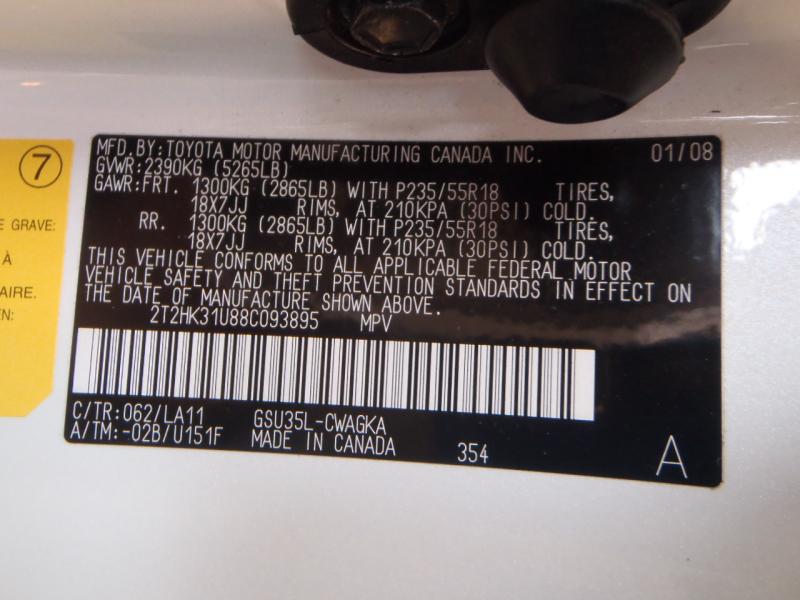 7
E GRAVE:
À
AIRE.
EN:
MFD.BY:TOYOTA MOTOR MANUFACTURING CANADA INC. 01/08
GVWR:2390KG (5265LB)
GAWR:FRT. 1300KG (2865LB) WITH P235/55R18 TIRES,
18X7JJ RIMS, AT 210KPA (30PSI) COLD.
RR. 1300KG (2865LB) WITH P235/55R18 TIRES,
18X7JJ RIMS, AT 210KPA (30PSI) COLD.
THIS VEHICLE CONFORMS TO ALL APPLICABLE FEDERAL MOTOR
VEHICLE SAFETY AND THEFT PREVENTION STANDARDS IN EFFECT ON
THE DATE OF MANUFACTURE SHOWN ABOVE.
2T2HK31U88C093895 MPV
C/TR:062/LA11 GSU35L-CWAGKA
A/TM:-02B/U151F MADE IN CANADA 354 A